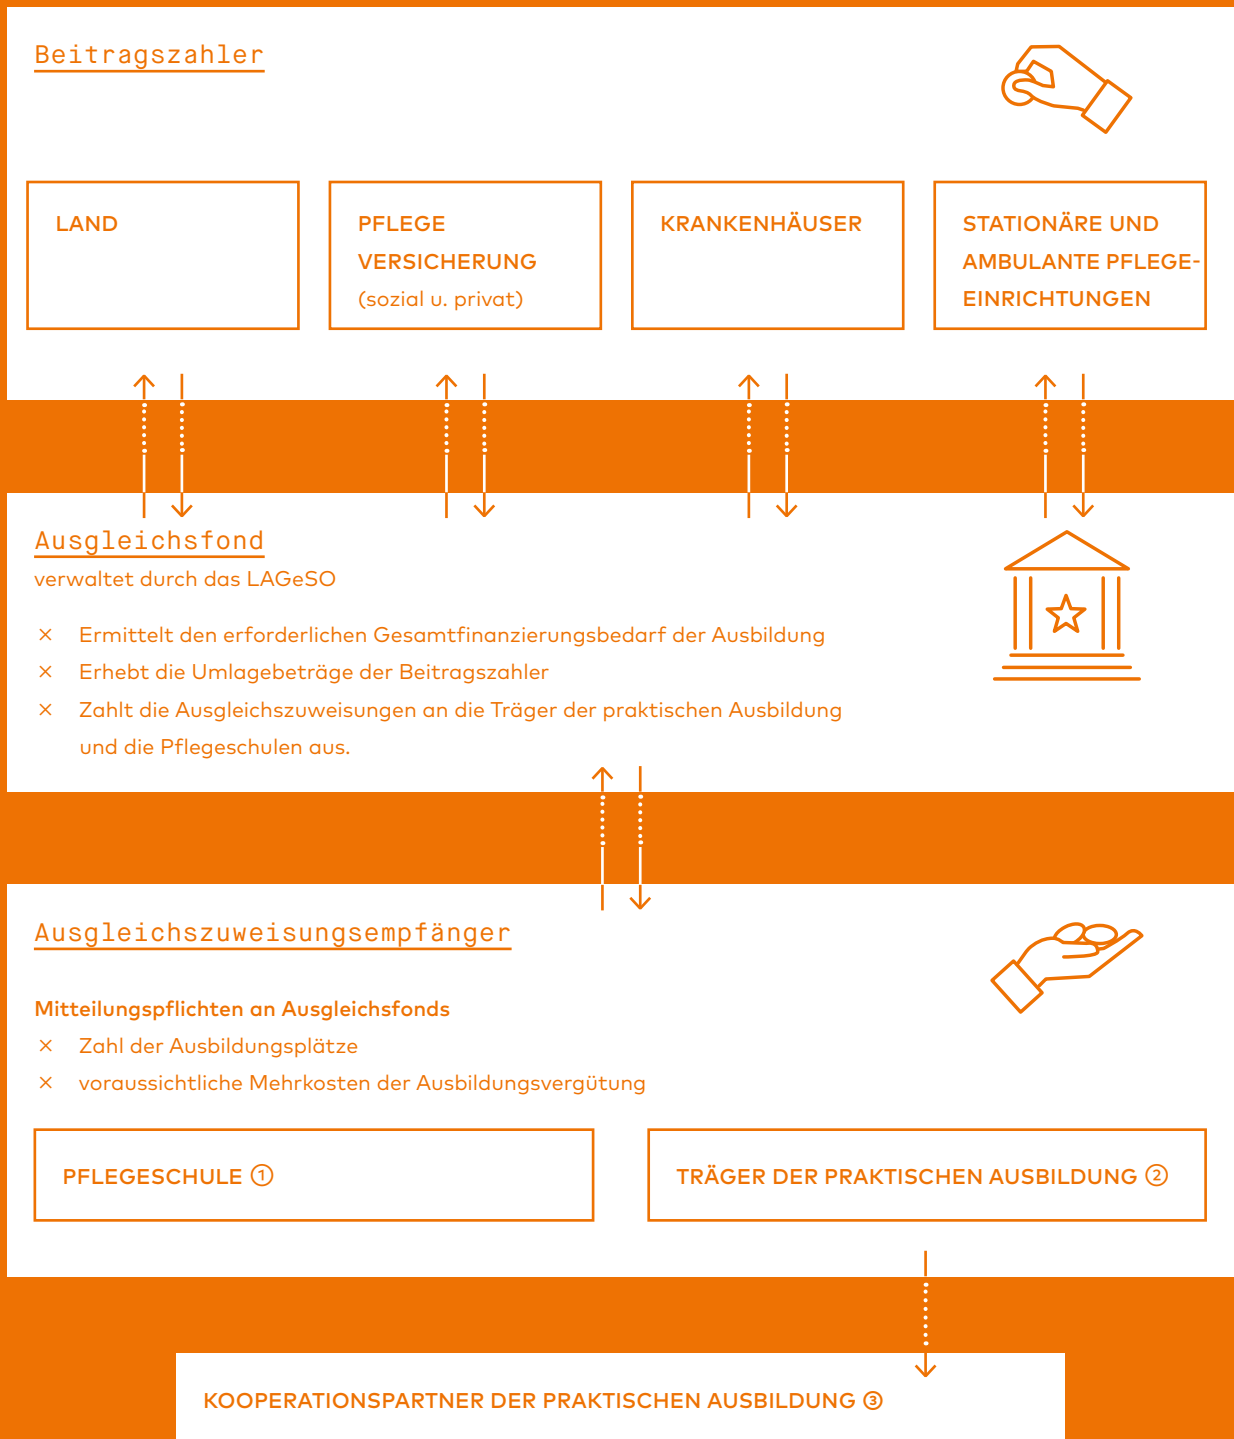 Beitragszahler
LAND
PFLEGE
VERSICHERUNG
(sozial u. privat)
KRANKENHÄUSER
STATIONÄRE UND
AMBULANTE PFLEGE-
EINRICHTUNGEN
Ausgleichsfond
verwaltet durch das LAGeSO
× Ermittelt den erforderlichen Gesamtfinanzierungsbedarf der Ausbildung
× Erhebt die Umlagebeträge der Beitragszahler
× Zahlt die Ausgleichszuweisungen an die Träger der praktischen Ausbildung
und die Pflegeschulen aus.
Ausgleichszuweisungsempfänger
Mitteilungspflichten an Ausgleichsfonds
× Zahl der Ausbildungsplätze
× voraussichtliche Mehrkosten der Ausbildungsvergütung
PFLEGESCHULE ①
TRÄGER DER PRAKTISCHEN AUSBILDUNG ②
KOOPERATIONSPARTNER DER PRAKTISCHEN AUSBILDUNG ③